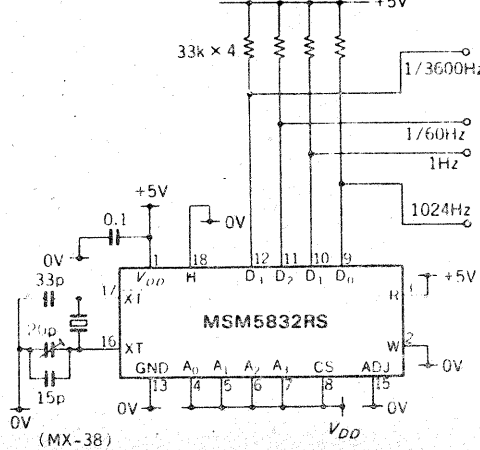 +5V
33k × 4
1/3600Hz
1/60Hz
1Hz
1024Hz
+5V
0.1
0V
0V
1
18
12
11
10
9
VDD
H
D3
D2
D1
D0
33p
17
XT
20p
16
XT
15p
0V
(MX-38)
MSM5832RS
+5V
3
R
2
W
0V
GND
A0
A1
A2
A3
CS
ADJ
13
4
5
6
7
8
15
0V
0V
VDD